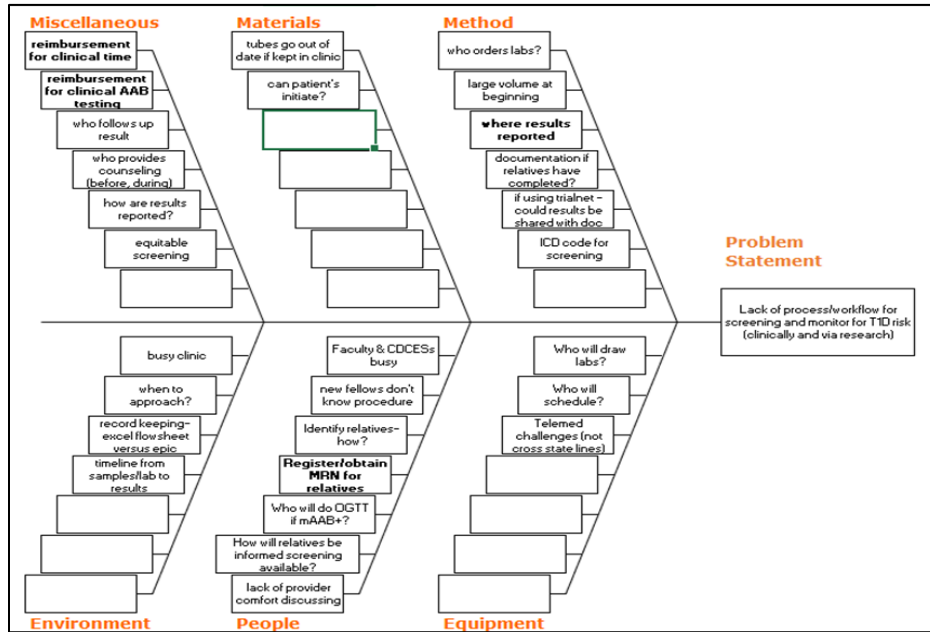 Miscellaneous
reimbursement
for clinical time
reimbursement
for clinical AAB
testing
who follows up
result
who provides
counseling
(before, during)
how are results
reported?
equitable
screening
Materials
tubes go out of
date if kept in clinic
can patient's
initiate?
Method
who orders labs?
large volume at
beginning
where results
reported
documentation if
relatives have
completed?
if using trialnet -
could results be
shared with doc
ICD code for
screening
Problem
Statement
Lack of process/workflow for
screening and monitor for T1D risk
(clinically and via research)
busy clinic
when to
approach?
record keeping-
excel flow sheet
versus epic
timeline from
samples/lab to
results
Environment
Faculty & CDCESs
busy
new fellows don't
know procedure
Identify relatives-
how?
Register/obtain
MRN for
relatives
Who will do OGTT
if mAAB+?
How will relatives be
informed screening
available?
lack of provider
comfort discussing
People
Who will draw
labs?
Who will
schedule?
Telemed
challenges (not
cross state lines)
Equipment